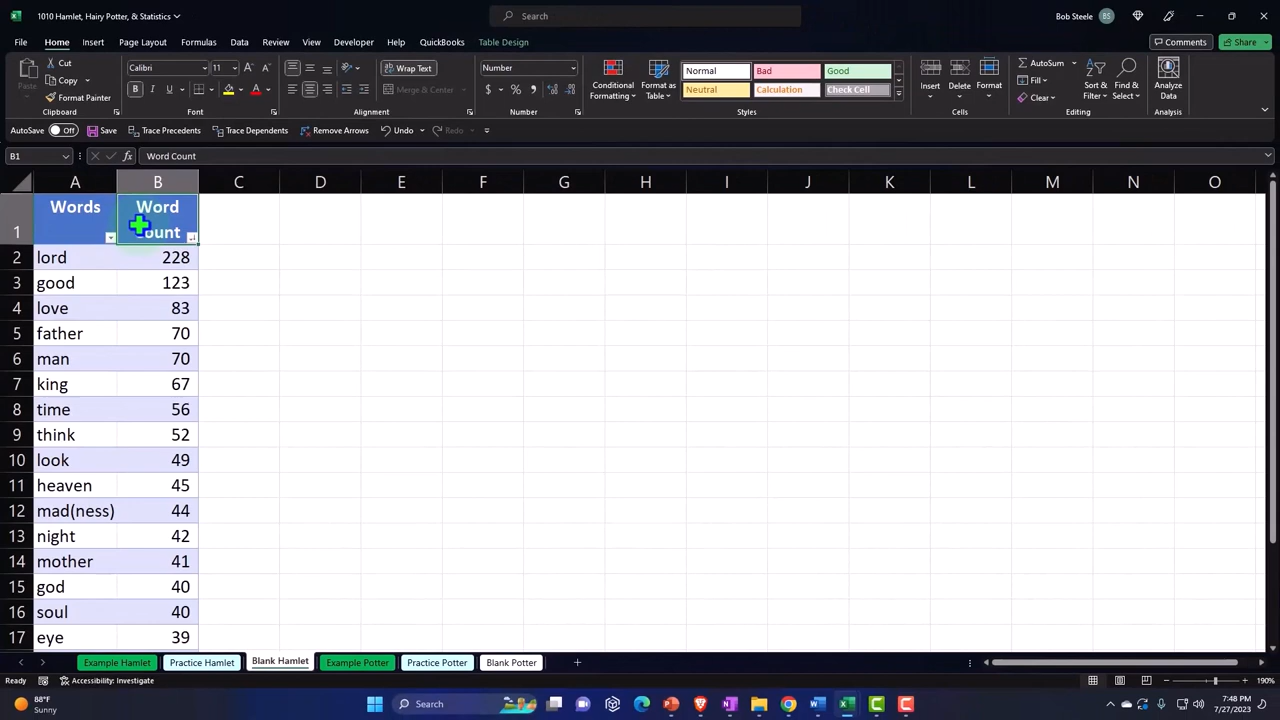 1010 Hamlet, Hairy Potter, & Statistics
Search
Bob Steele
BS
File Home Insert Page Layout Formulas Data Review View Developer Help QuickBooks Table Design
Comments
Share
Cut
Copy
Format Painter
Clipboard
Calibri
11
Font
Wrap Text
Merge & Center
Alignment
Number
Number
Conditional Formatting
Format as Table
Normal
Bad
Good
Neutral
Calculation
Check Cell
Styles
Insert
Delete
Format
Cells
AutoSum
Fill
Clear
Sort & Filter
Find & Select
Editing
Analyze Data
Analysis
AutoSave Off
Save
Trace Precedents
Trace Dependents
Remove Arrows
Undo
Redo
B1
fx
Word Count
A B C D E F G H I J K L M N O
1 Words Word Count
2 lord 228
3 good 123
4 love 83
5 father 70
6 man 70
7 king 67
8 time 56
9 think 52
10 look 49
11 heaven 45
12 mad(ness) 44
13 night 42
14 mother 41
15 god 40
16 soul 40
17 eye 39
Example Hamlet Practice Hamlet Blank Hamlet Example Potter Practice Potter Blank Potter
Ready
Accessibility: Investigate
190%
88°F
Sunny
Search
7:48 PM
7/27/2023